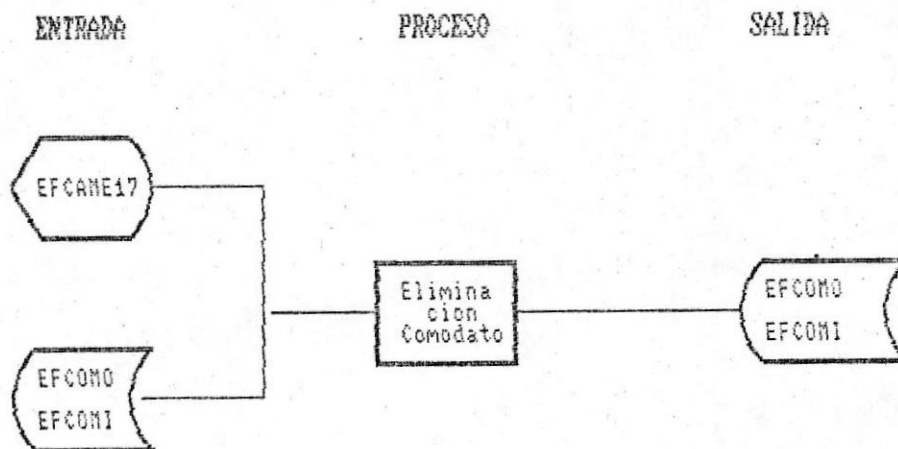 ENTRADA PROCESO SALIDA
EFCAME17
Elimina
cion
Comodato
EFCOMO
EFCOMI
EFCOMO
EFCOMI